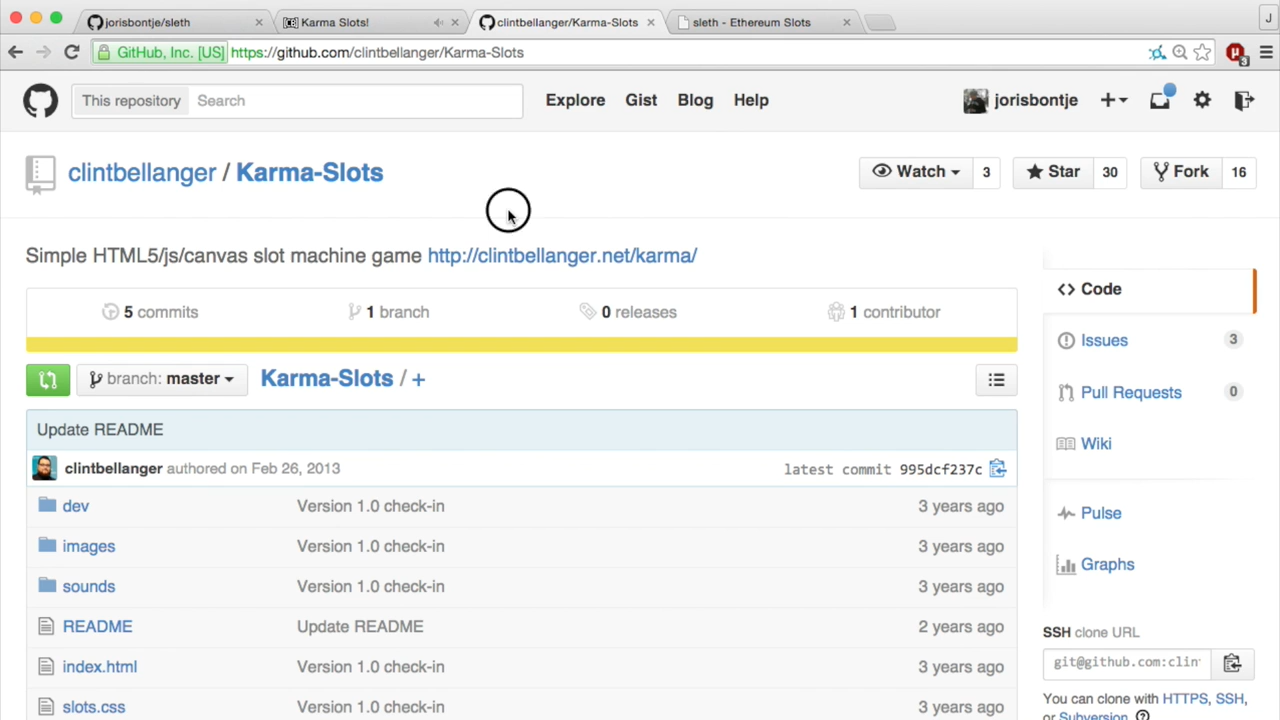 jorisbontje/sleth
Karma Slots!
clintbellanger/Karma-Slots
sleth - Ethereum Slots
J
GitHub, Inc. [US] https://github.com/clintbellanger/Karma-Slots
3
This repository Search
Explore Gist Blog Help
jorisbontje
clintbellanger / Karma-Slots
Watch 3
Star 30
Fork 16
Simple HTML5/js/canvas slot machine game http://clintbellanger.net/karma/
5 commits
1 branch
0 releases
1 contributor
branch: master
Karma-Slots / +
Update README
clintbellanger authored on Feb 26, 2013
latest commit 995dcf237c
dev Version 1.0 check-in 3 years ago
images Version 1.0 check-in 3 years ago
sounds Version 1.0 check-in 3 years ago
README Update README 2 years ago
index.html Version 1.0 check-in 3 years ago
slots.css Version 1.0 check-in 3 years ago
Code
Issues 3
Pull Requests 0
Wiki
Pulse
Graphs
SSH clone URL
git@github.com:clin
You can clone with HTTPS, SSH,
or Subversion.